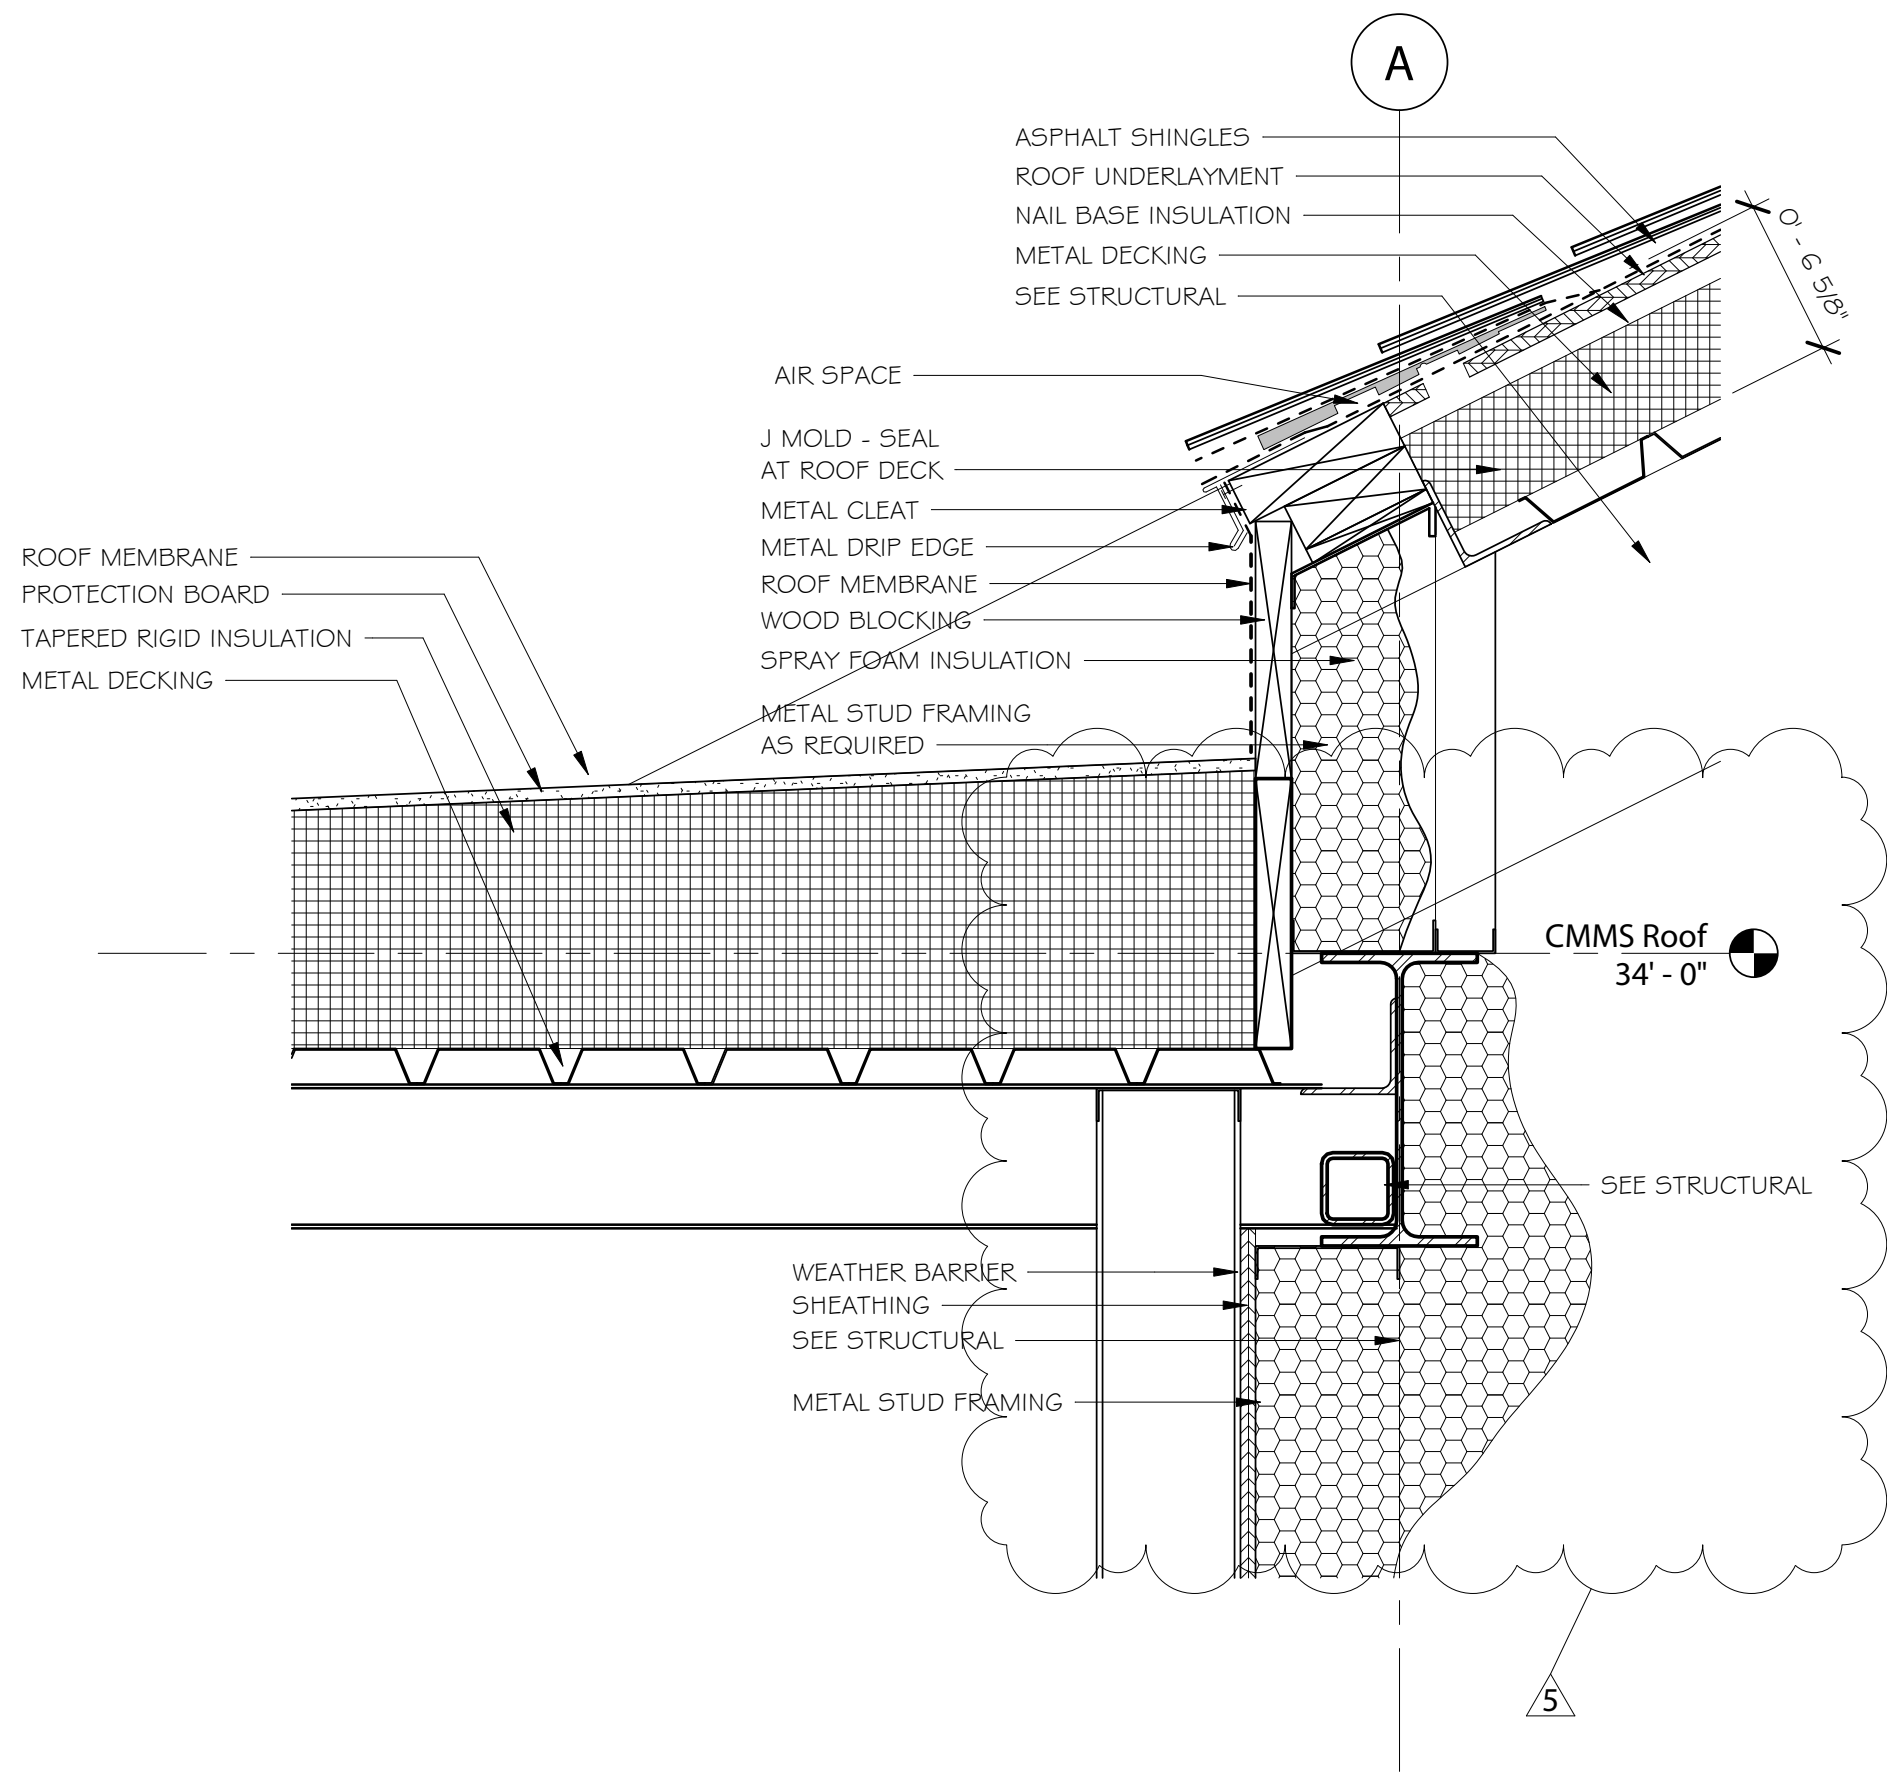 A
ASPHALT SHINGLES
ROOF UNDERLAYMENT
NAIL BASE INSULATION
METAL DECKING
SEE STRUCTURAL
0' - 6 5/8"
AIR SPACE
J MOLD - SEAL
AT ROOF DECK
METAL CLEAT
METAL DRIP EDGE
ROOF MEMBRANE
WOOD BLOCKING
SPRAY FOAM INSULATION
METAL STUD FRAMING
AS REQUIRED
ROOF MEMBRANE
PROTECTION BOARD
TAPERED RIGID INSULATION
METAL DECKING
CMMS Roof
34' - 0"
SEE STRUCTURAL
WEATHER BARRIER
SHEATHING
SEE STRUCTURAL
METAL STUD FRAMING
5